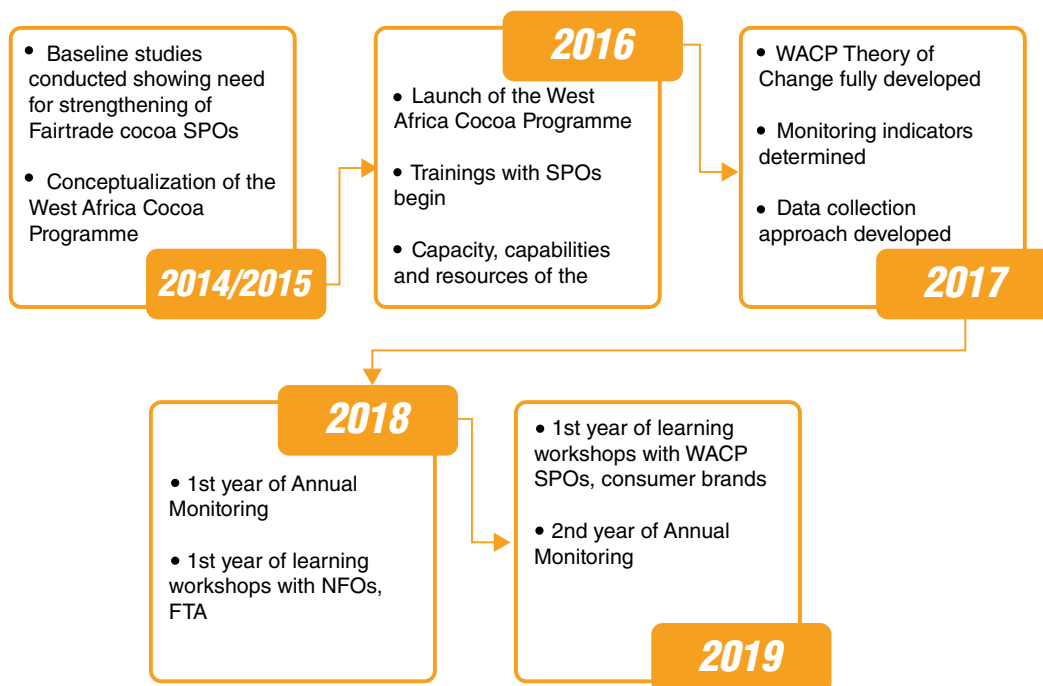 • Baseline studies
conducted showing need
for strengthening of
Fairtrade cocoa SPOs
• Conceptualization of the
West Africa Cocoa
Programme
2014/2015
2016
• Launch of the West
Africa Cocoa Programme
• Trainings with SPOs
begin
• Capacity, capabilities
and resources of the
• WACP Theory of
Change fully developed
• Monitoring indicators
determined
• Data collection
approach developed
2017
2018
• 1st year of Annual
Monitoring
• 1st year of learning
workshops with NFOs,
FTA
• 1st year of learning
workshops with WACP
SPOs, consumer brands
• 2nd year of Annual
Monitoring
2019